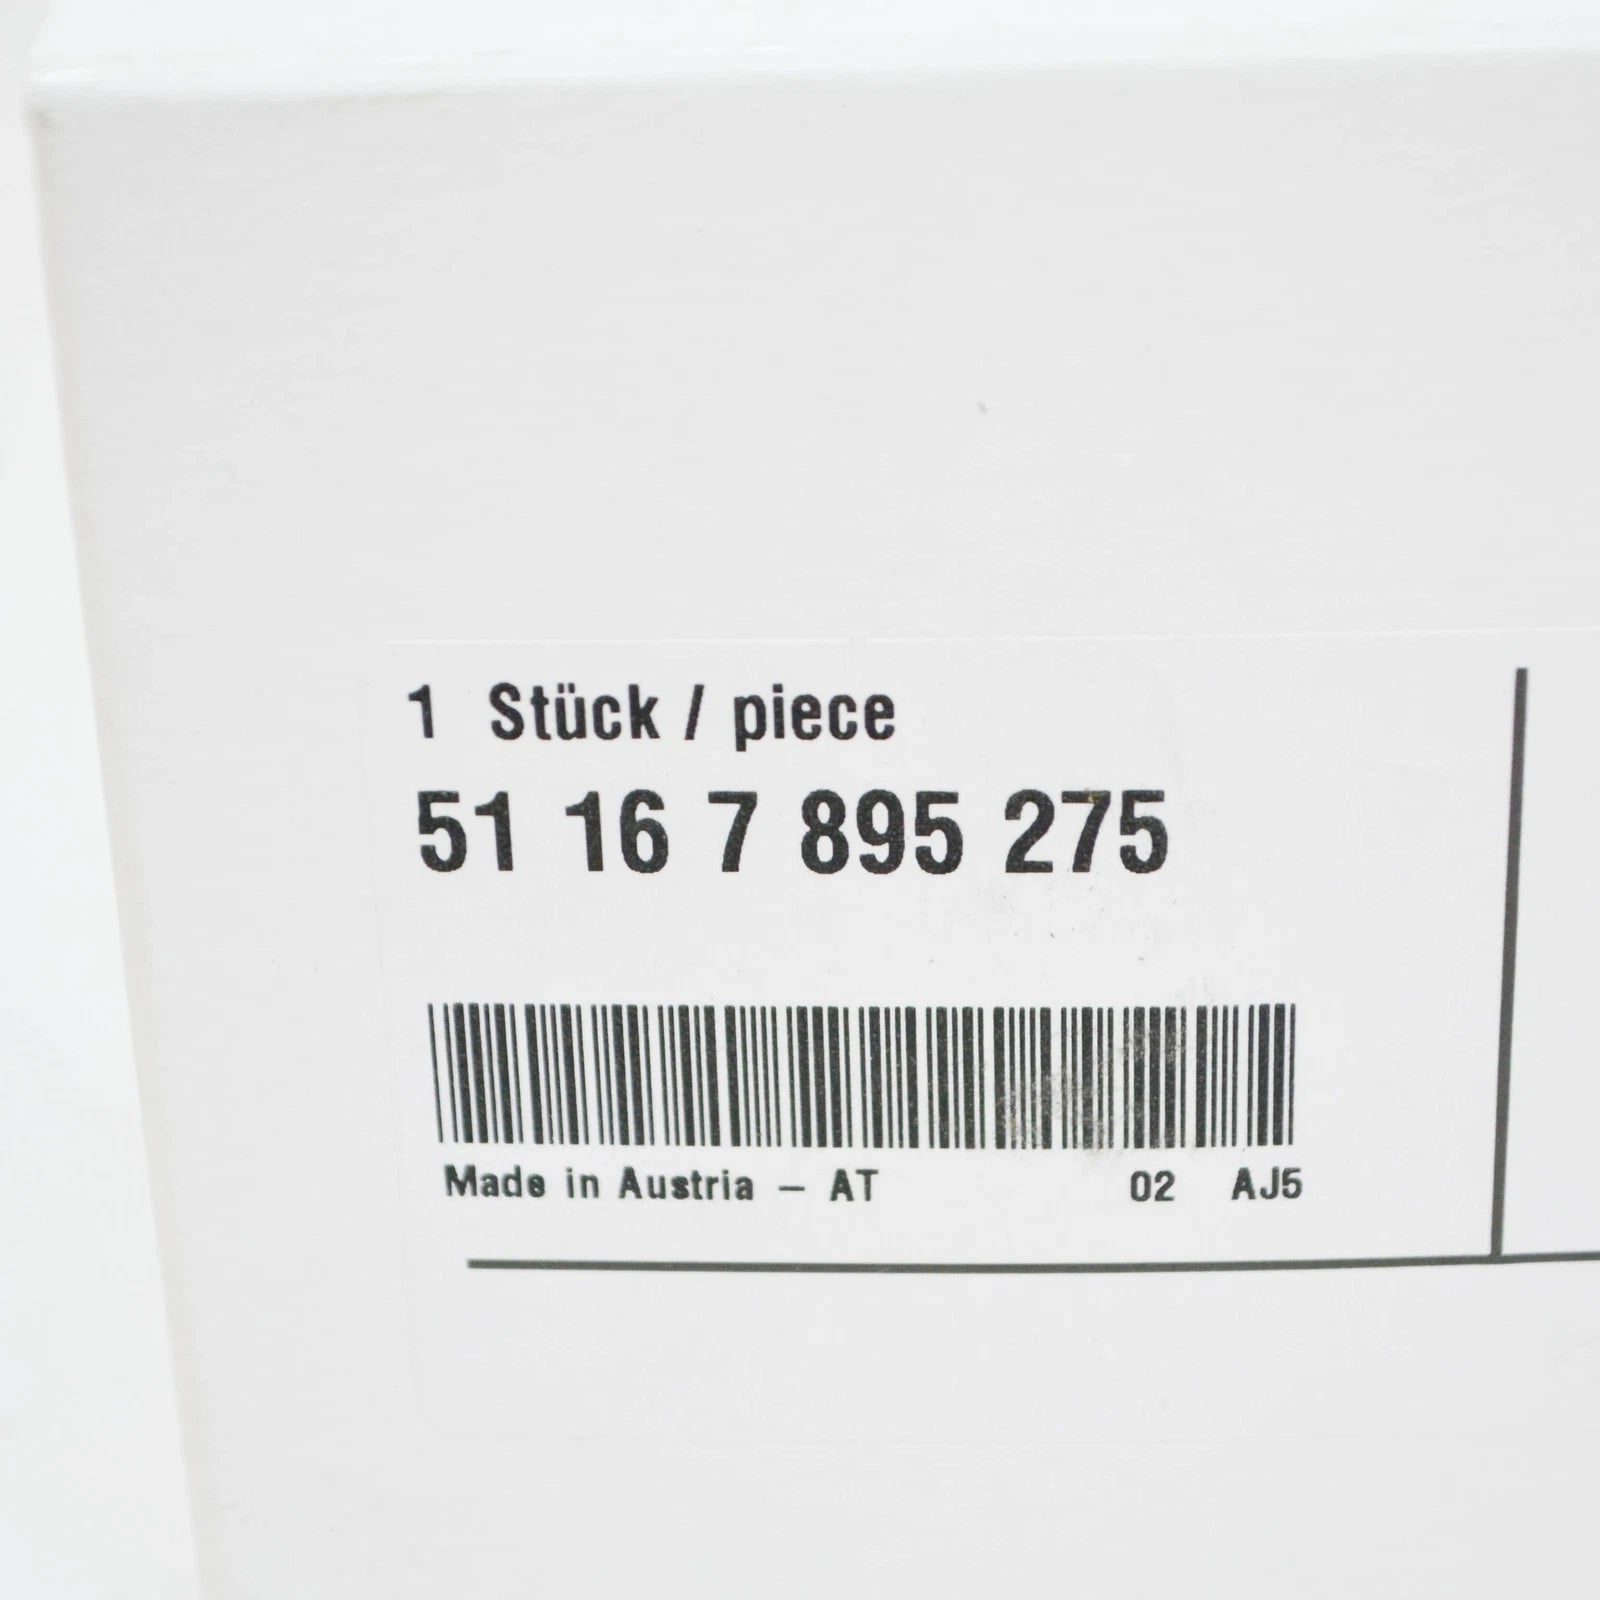 1 Stück / piece
51 16 7 895 275
Made in Austria – AT 02 AJ5